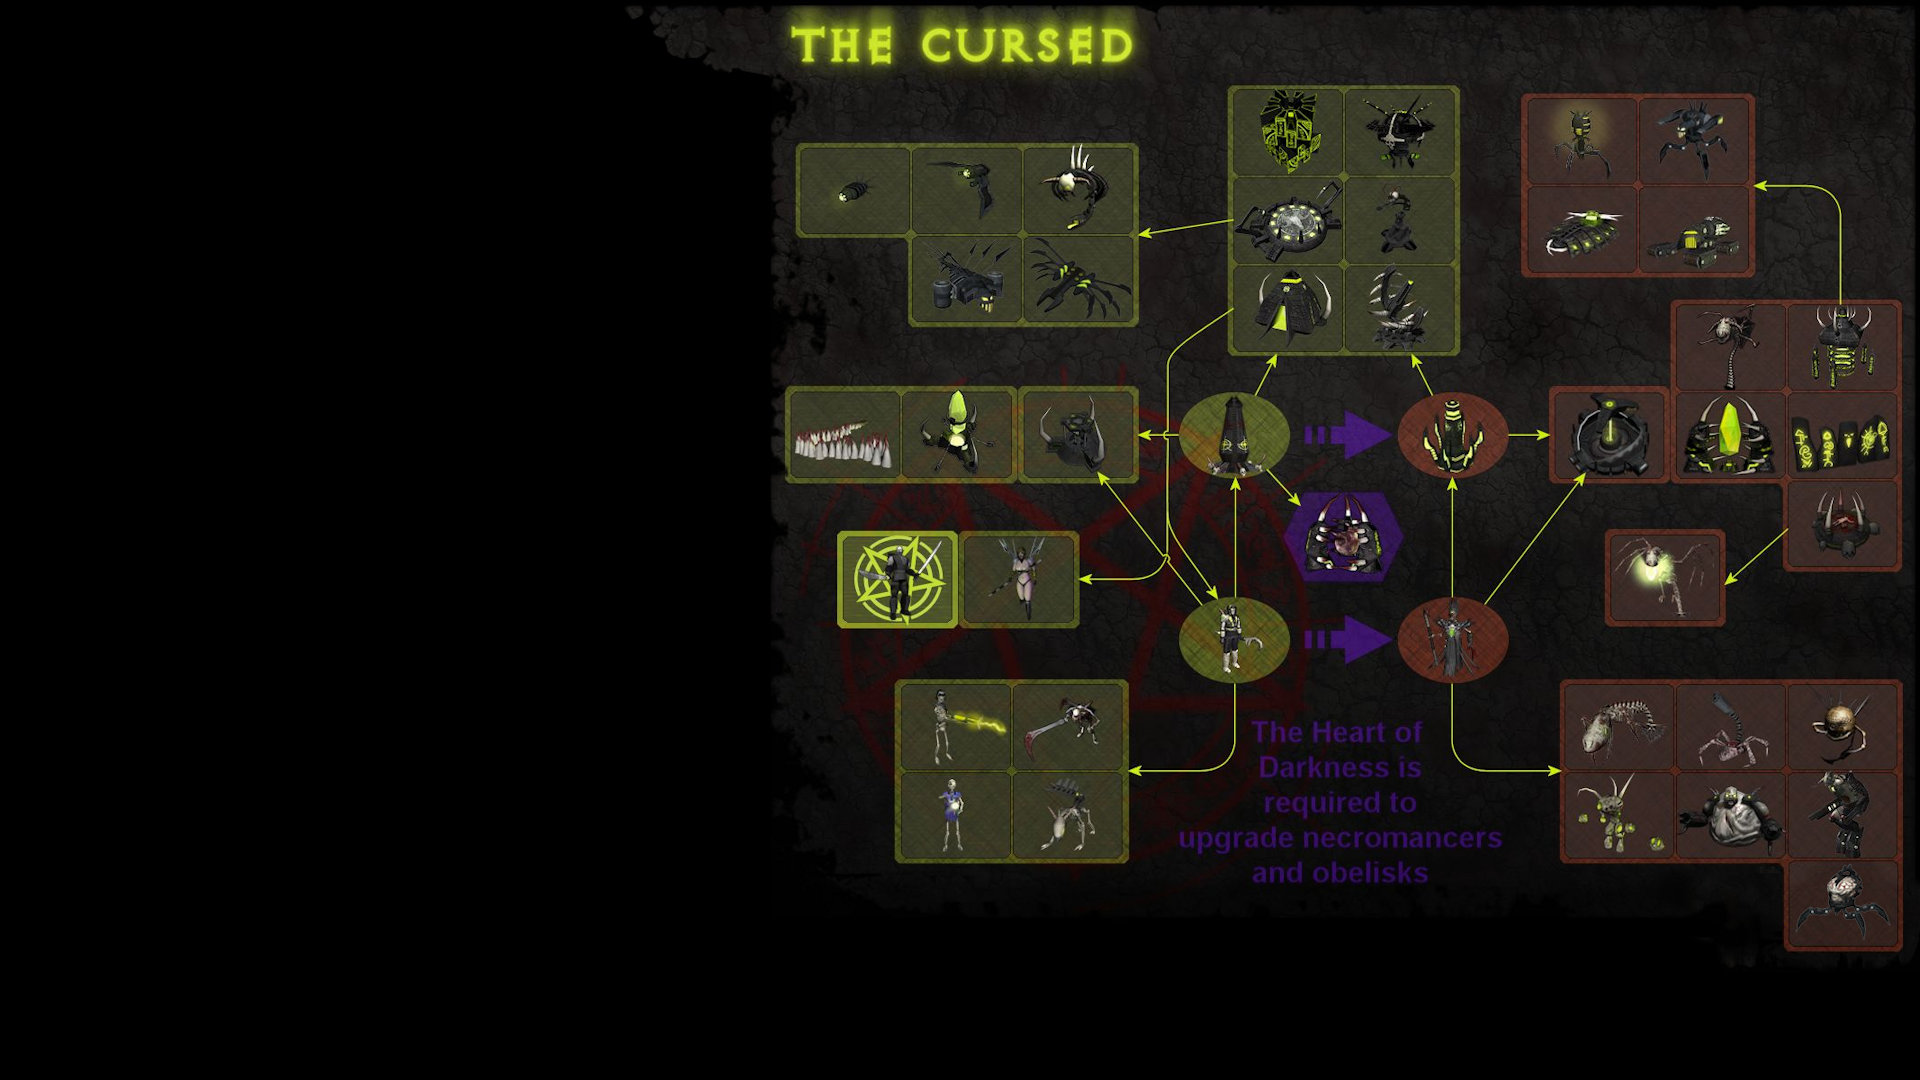 THE CURSED
The Heart of
Darkness is
required to
upgrade necromancers
and obelisks